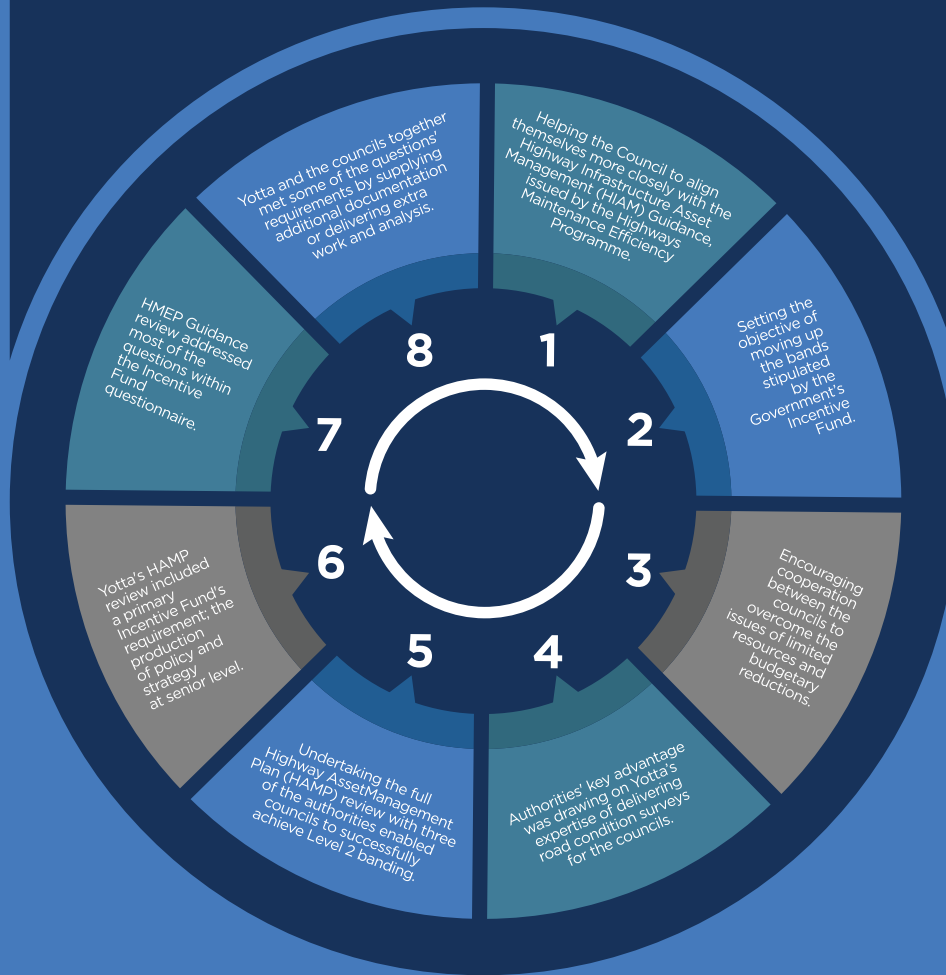 1
Helping the Council to align
themselves more closely with the
Highway Infrastructure Asset
Management (HIAM) Guidance,
issued by the Highways
Maintenance Efficiency
Programme.
2
Setting the
objective of
moving up
the bands
stipulated
by the
Government's
Incentive
Fund.
3
Encouraging
cooperation
between the
councils to
overcome the
issues of limited
resources and
budgetary
reductions.
4
Authorities' key advantage
was drawing on Yotta's
expertise of delivering
road condition surveys
for the councils.
5
Undertaking the full
Highway AssetManagement
Plan (HAMP) review with three
of the authorities enabled
councils to successfully
achieve Level 2 banding.
6
Yotta's HAMP
review included
a primary
Incentive Fund's
requirement; the
production
of policy and
strategy
at senior level.
7
HMEP Guidance
review addressed
most of the
questions within
the Incentive
Fund
questionnaire.
8
Yotta and the councils together
met some of the questions'
requirements by supplying
additional documentation
or delivering extra
work and analysis.